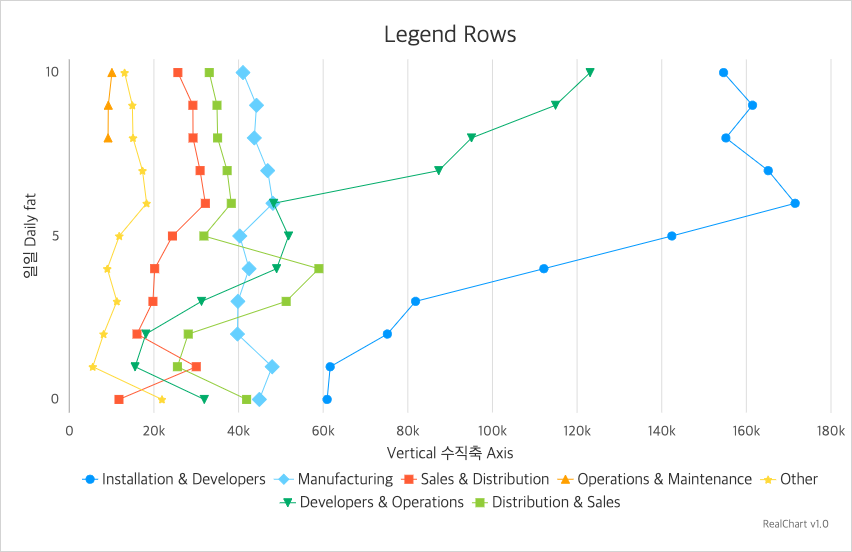 Legend Rows
10
5
0
일일 Daily fat
0 20k 40k 60k 80k 100k 120k 140k 160k 180k
Vertical 수직축 Axis
Installation & Developers Manufacturing Sales & Distribution Operations & Maintenance Other
Developers & Operations Distribution & Sales
RealChart v1.0